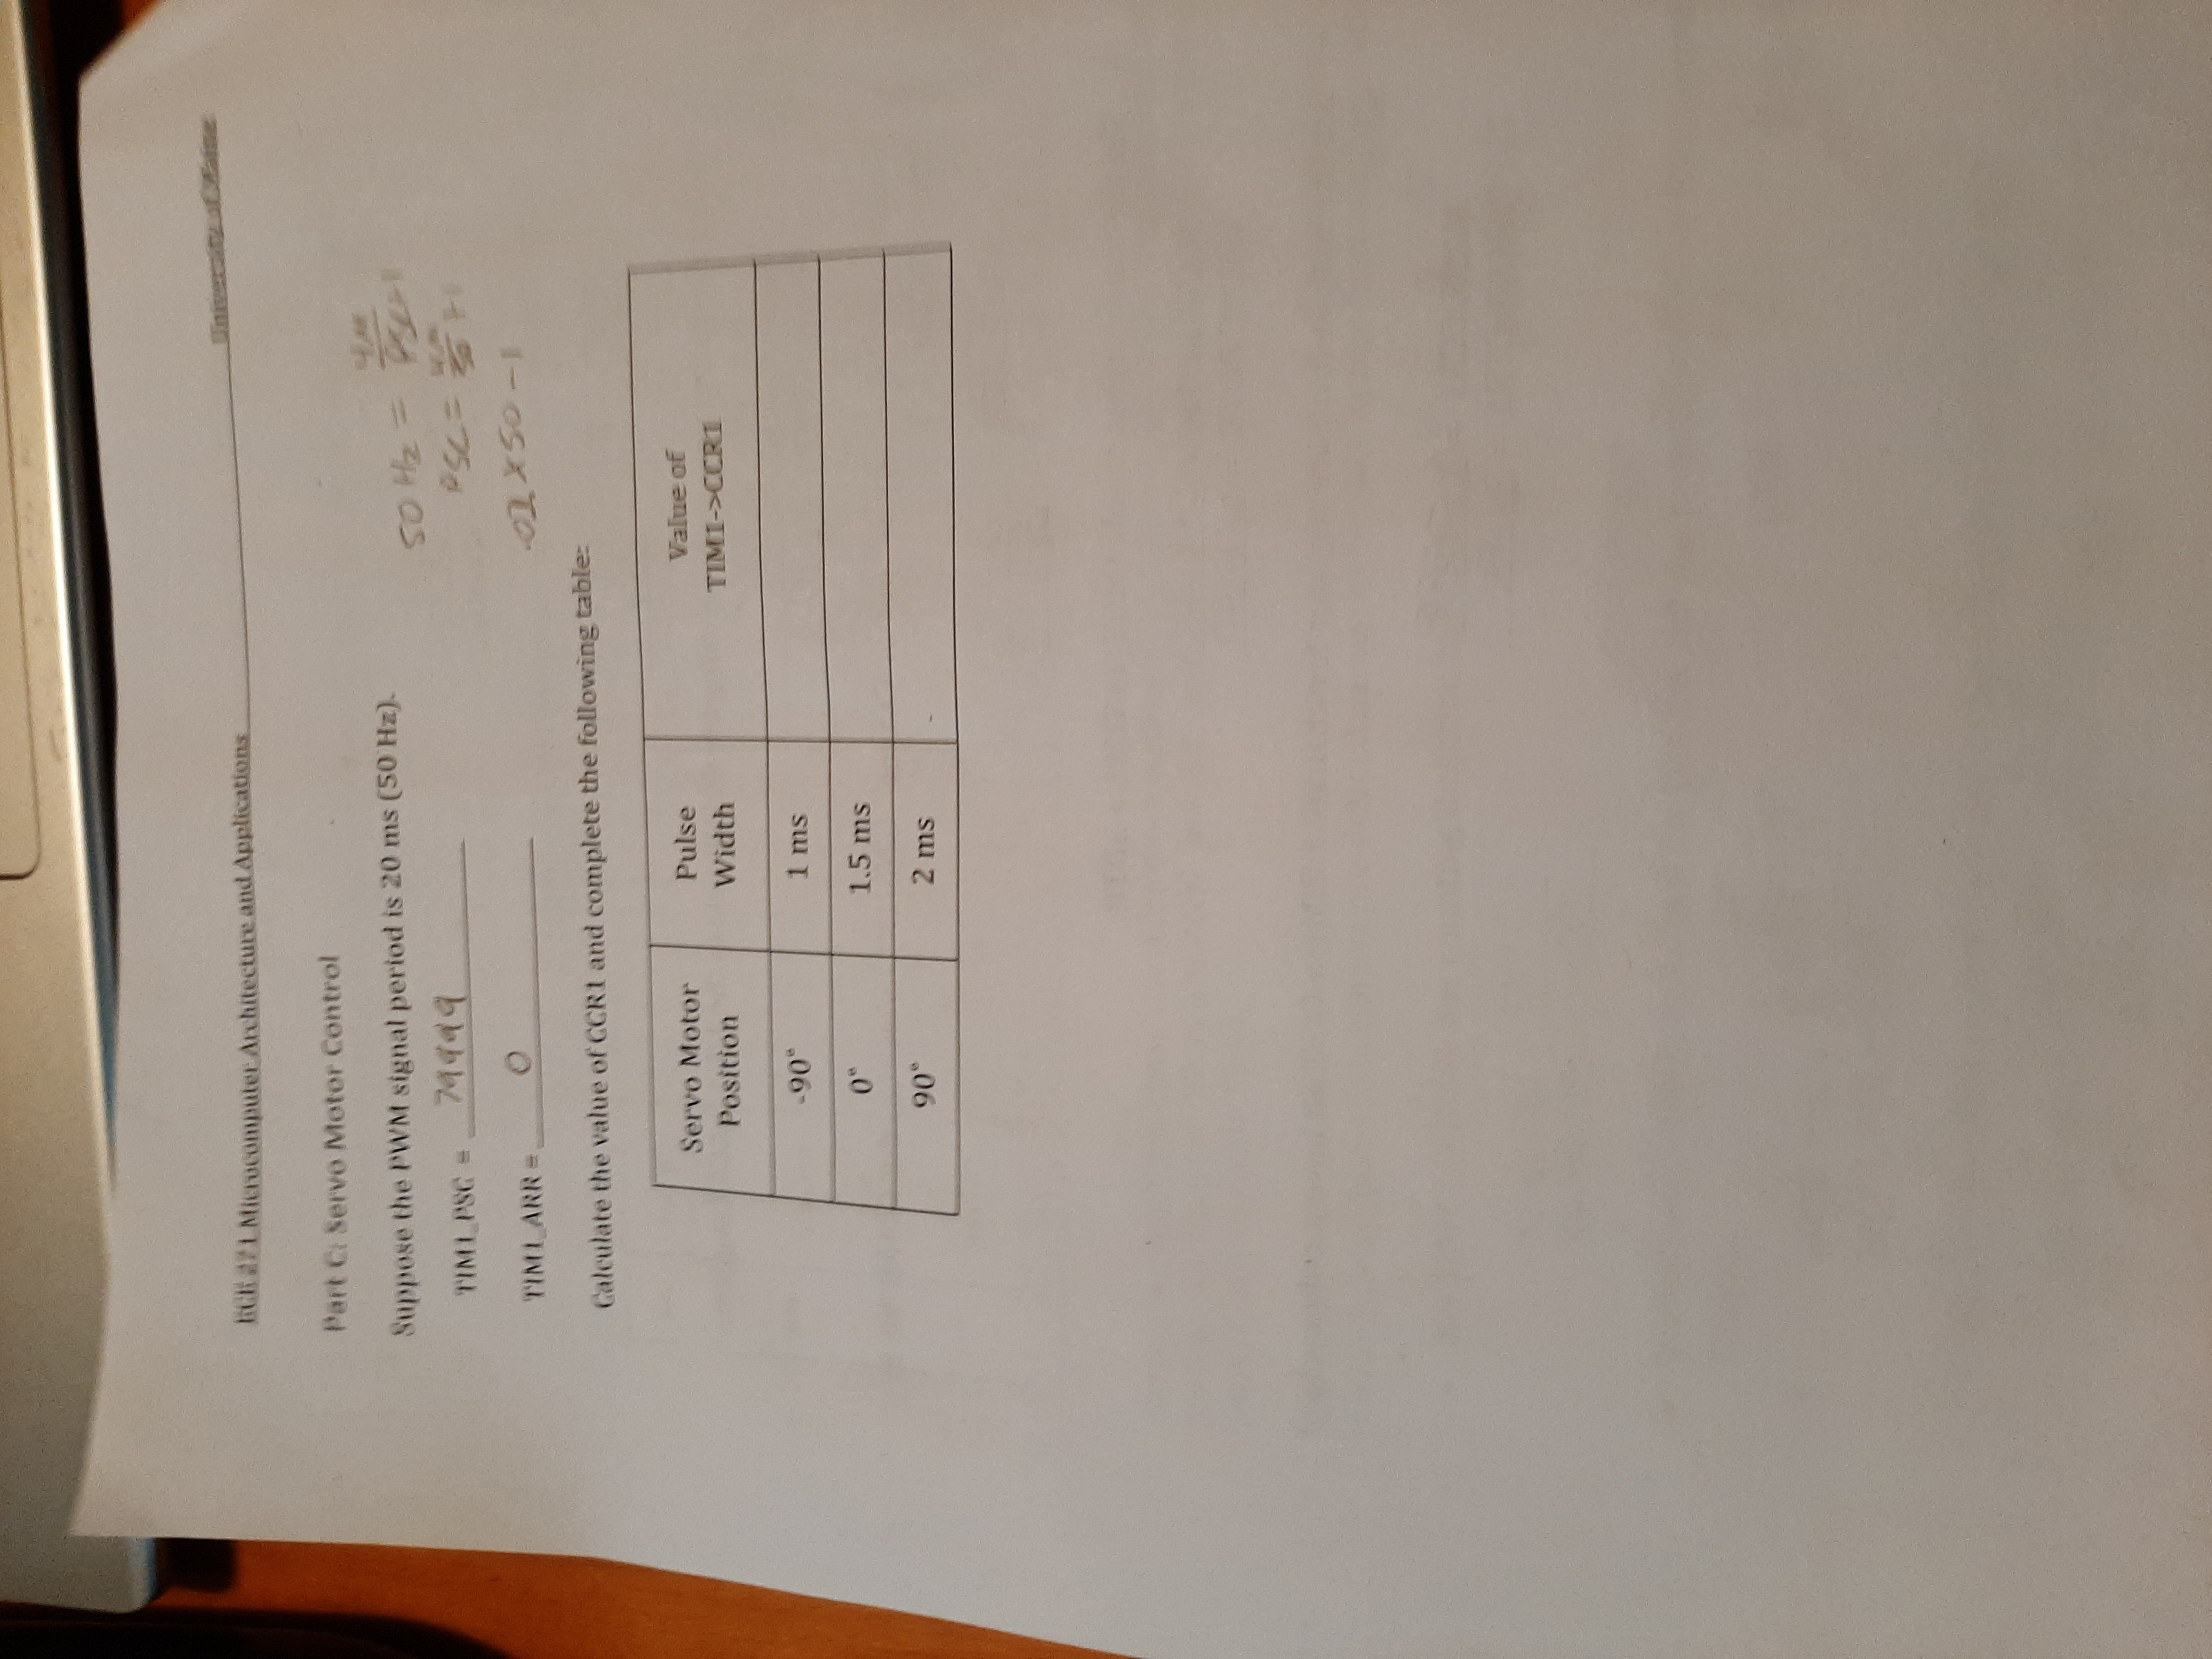 University of Maine
ECE 271 Microcomputer Architecture and Applications
Part C: Servo Motor Control
Suppose the PWM signal period is 20 ms (50 Hz).
50 Hz = 4M / PSC+1
TIM1_PSC = 79999
PSC = 4M / 50 +1
TIM1_ARR = 0
.02 x 50 - 1
Calculate the value of CCR1 and complete the following table:
Servo Motor Position
Pulse Width
Value of TIM1->CCR1
-90°
1 ms
0°
1.5 ms
90°
2 ms